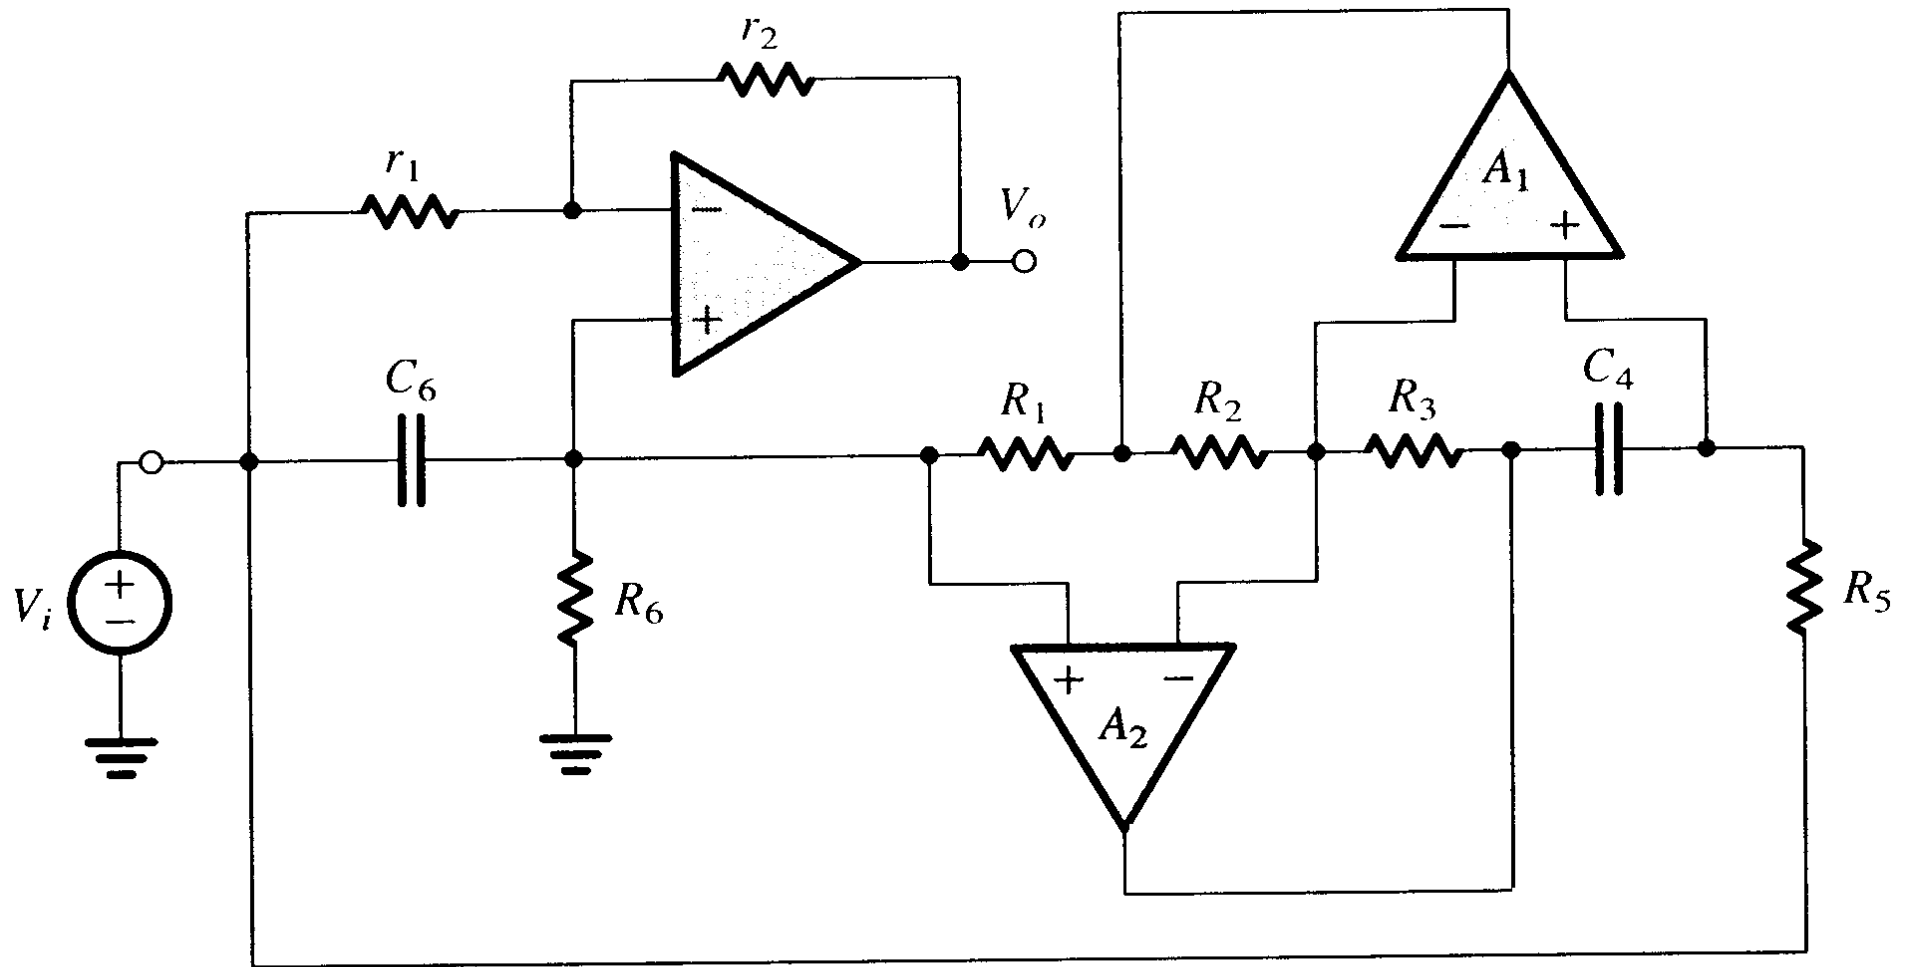 r₂
r₁
−
+
Vₒ
A₁
− +
C₆
R₁
R₂
R₃
C₄
Vᵢ
+
−
R₆
R₅
+ −
A₂